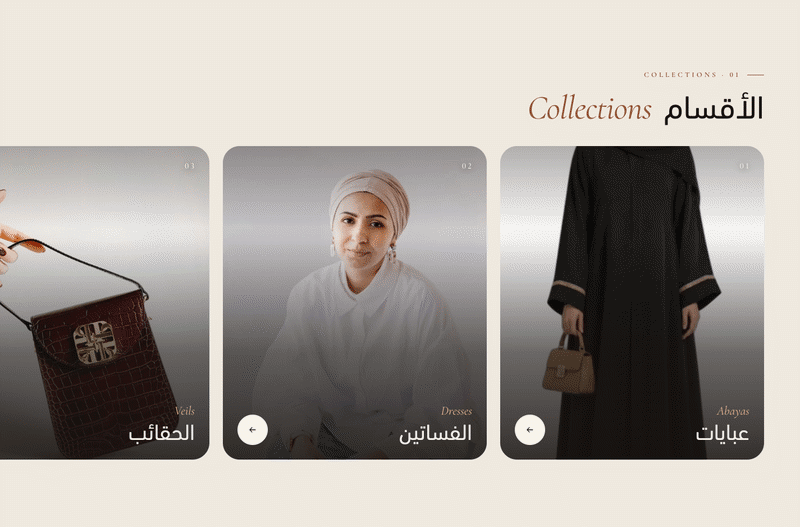 COLLECTIONS · 01
الأقسام Collections
01
Abayas
عبايات
02
Dresses
الفساتين
03
Veils
الحقائب